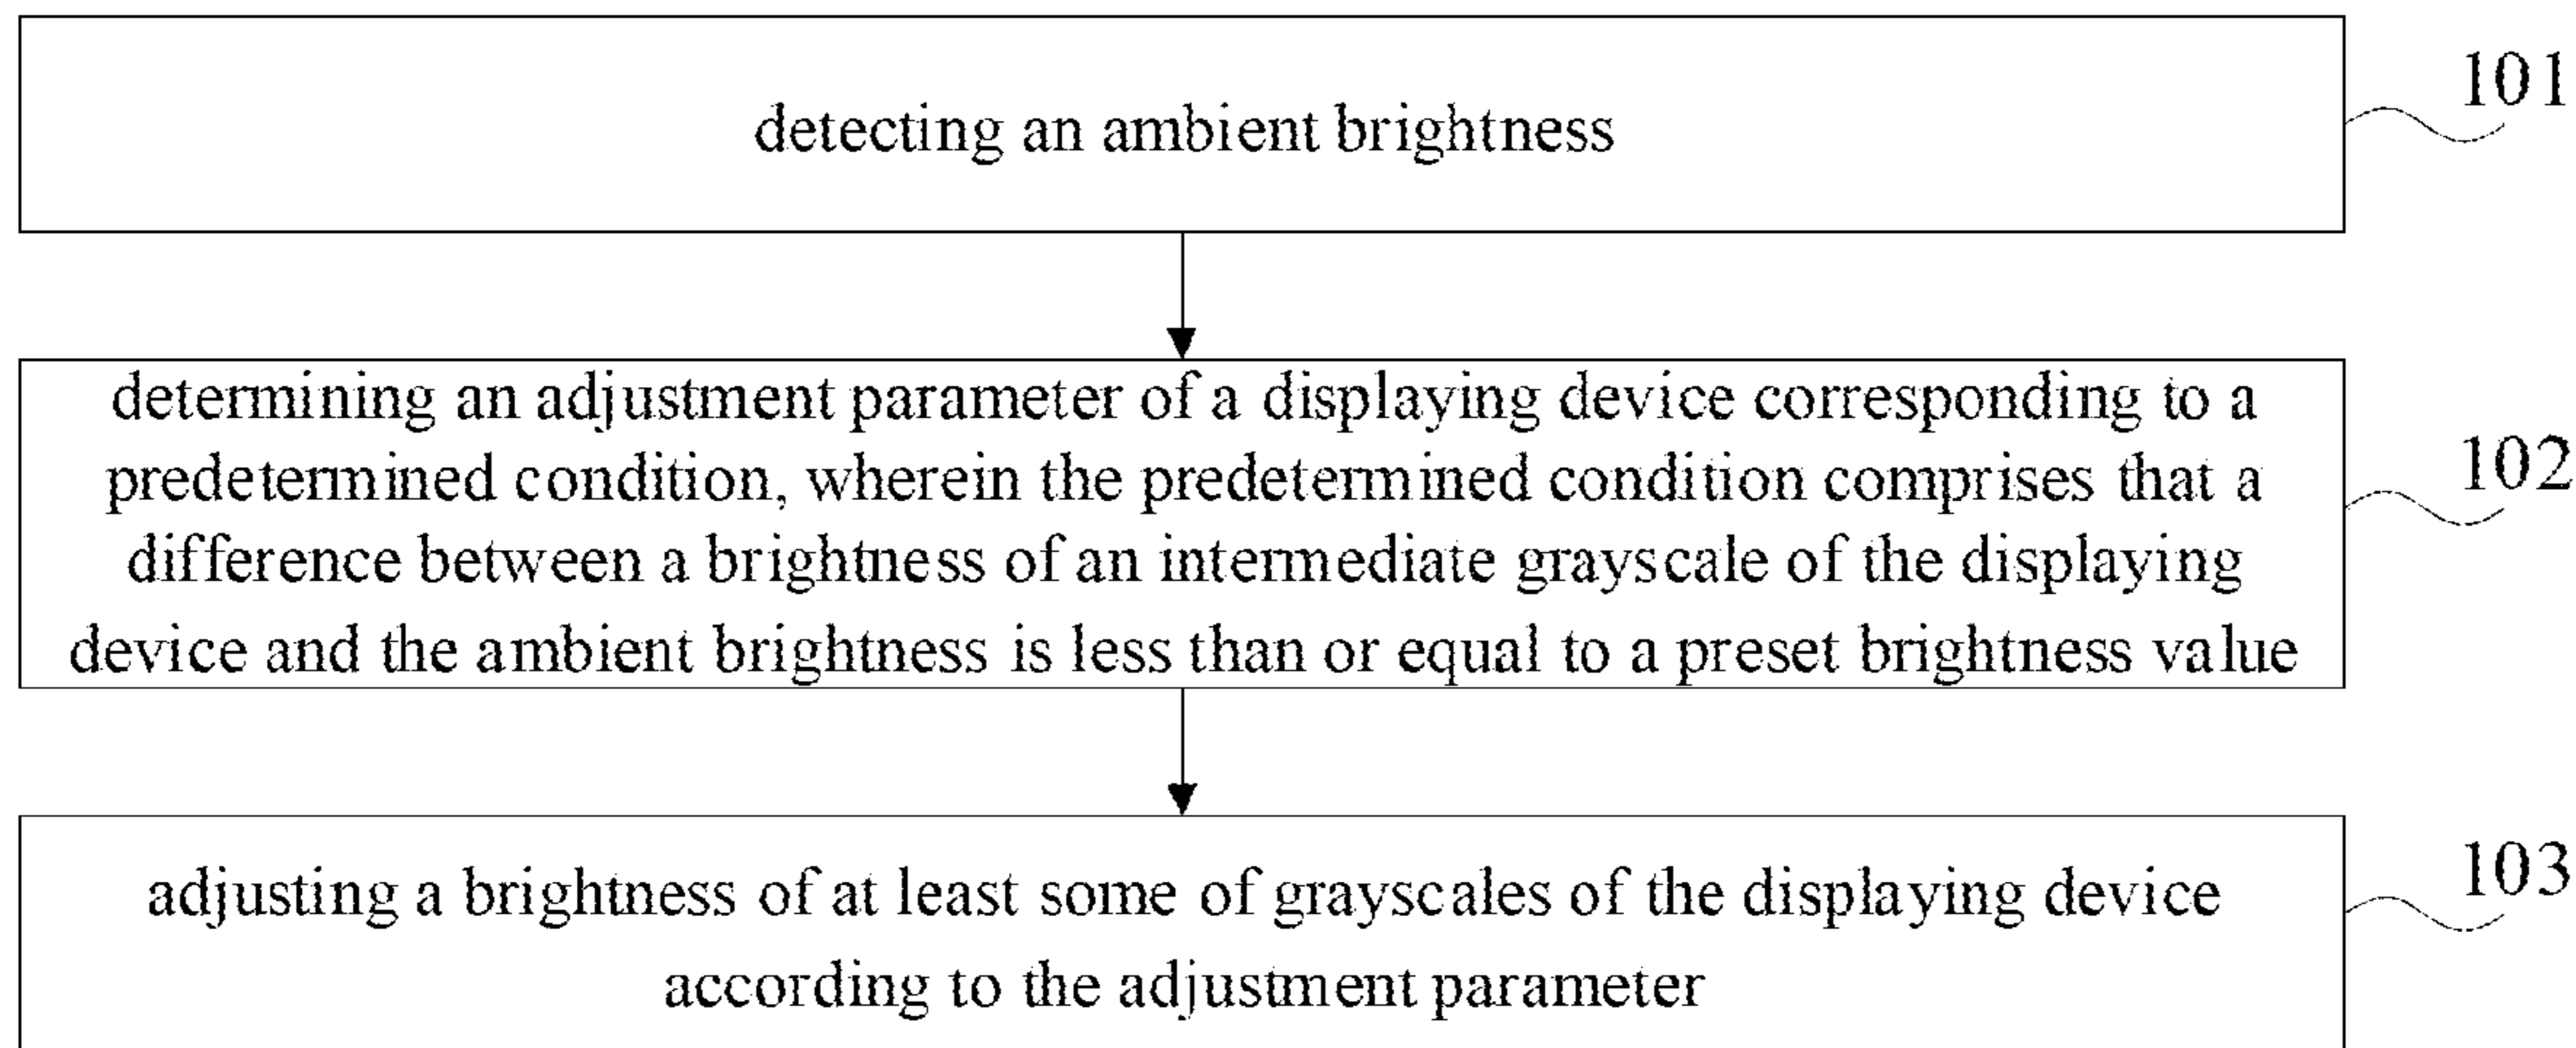 detecting an ambient brightness
101
determining an adjustment parameter of a displaying device corresponding to a
predetermined condition, wherein the predetermined condition comprises that a
difference between a brightness of an intermediate grayscale of the displaying
device and the ambient brightness is less than or equal to a preset brightness value
102
adjusting a brightness of at least some of grayscales of the displaying device
according to the adjustment parameter
103